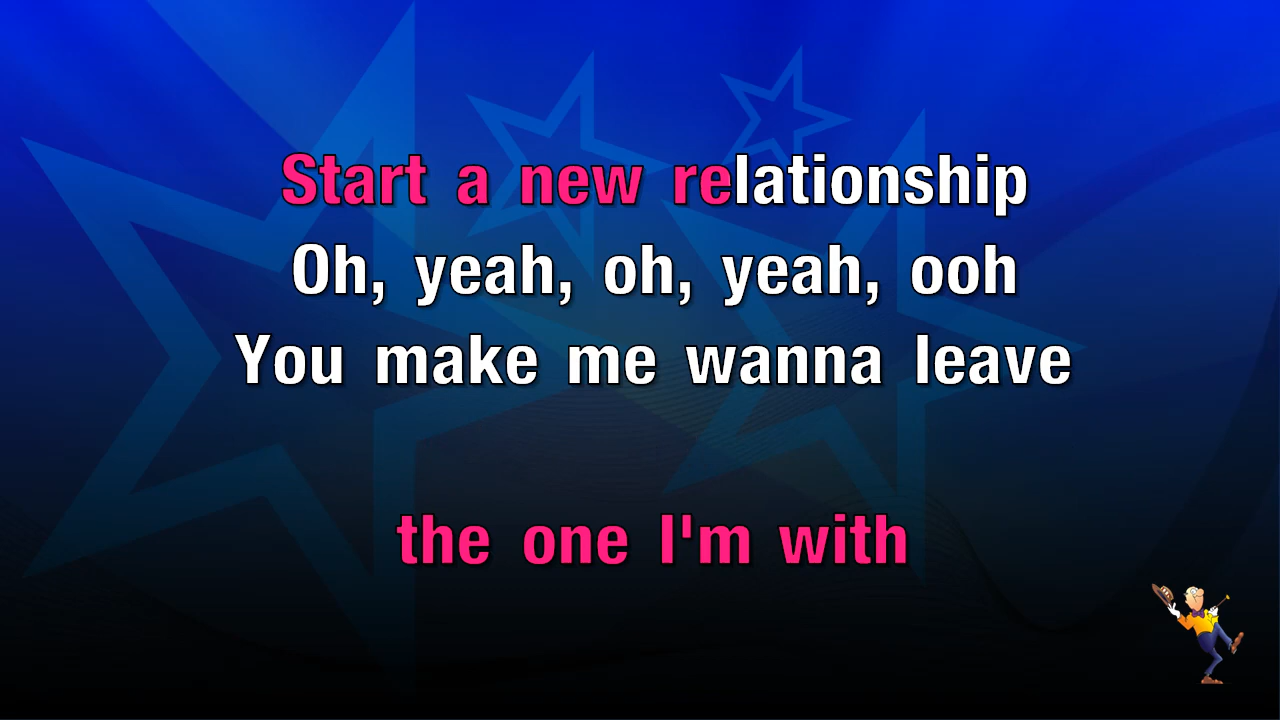 Start a new relationship
Oh, yeah, oh, yeah, ooh
You make me wanna leave
the one I'm with